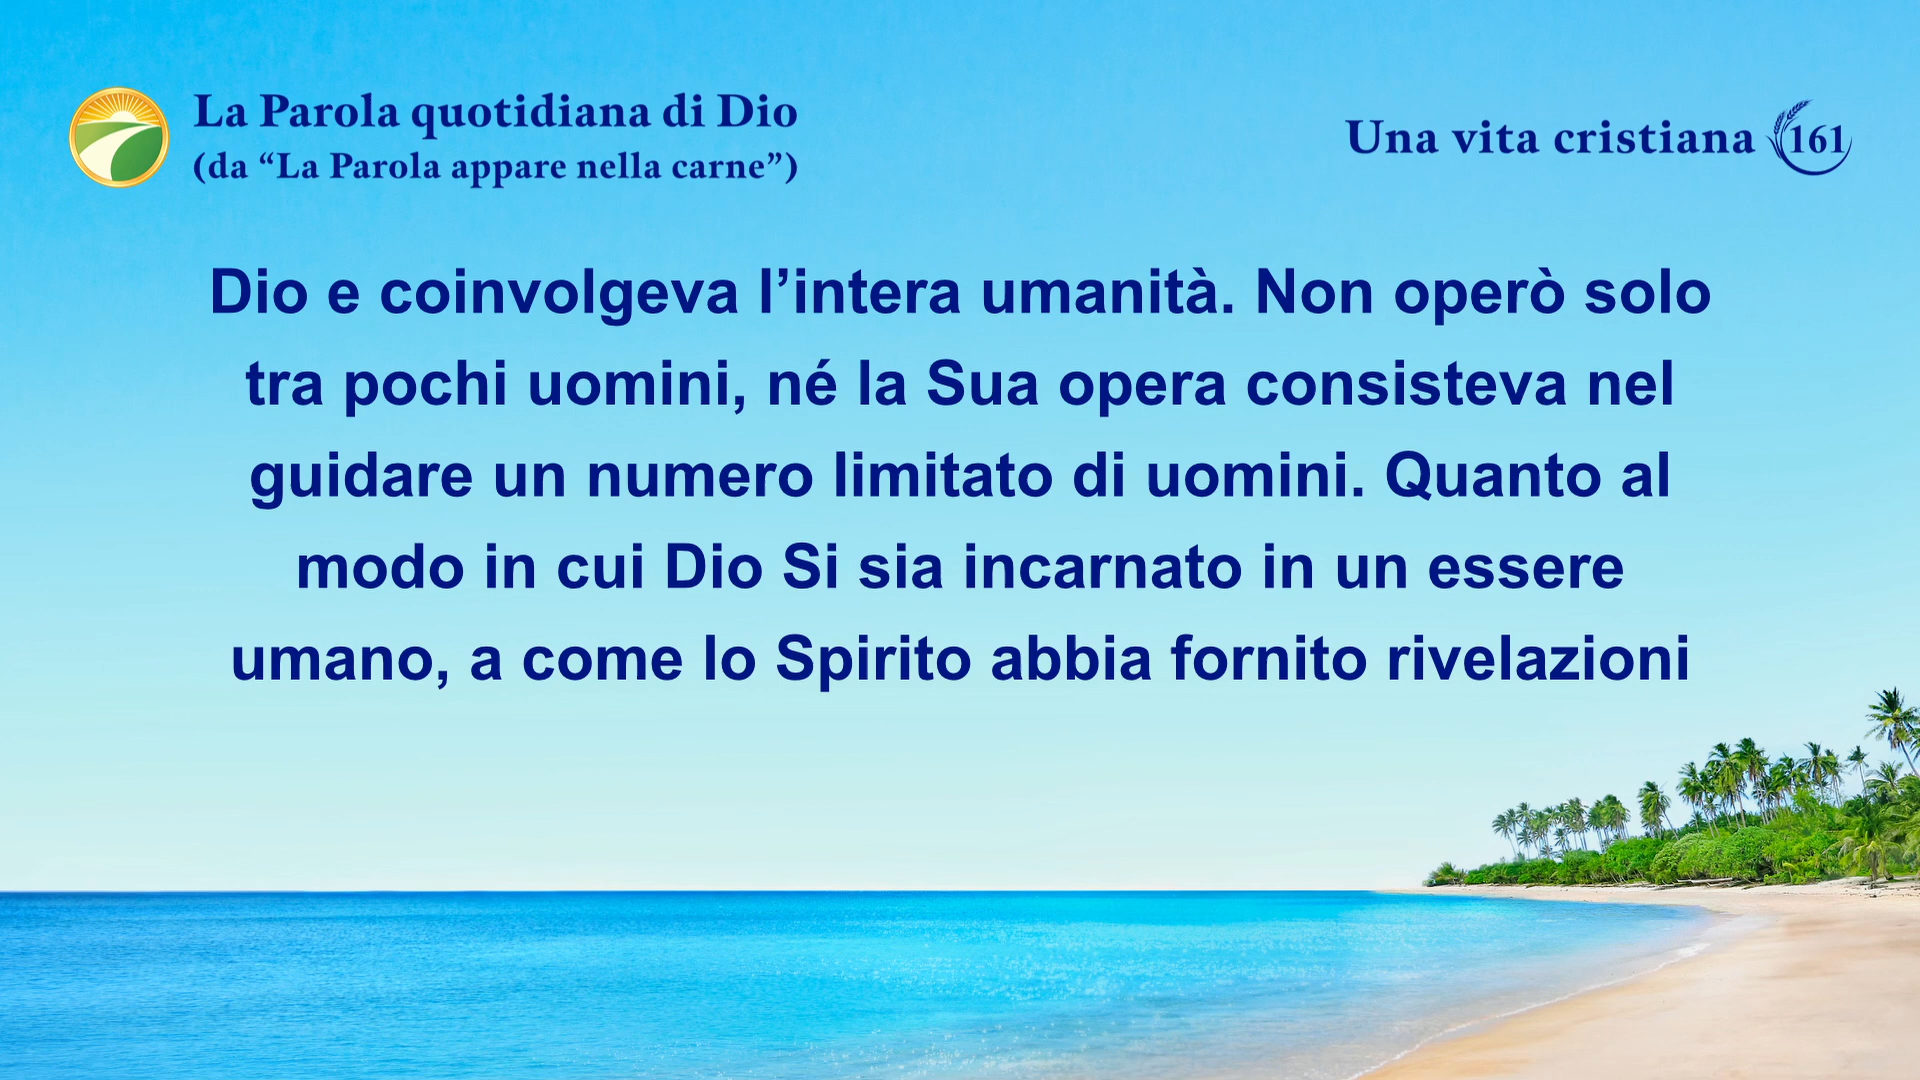 La Parola quotidiana di Dio
(da “La Parola appare nella carne”)
Una vita cristiana 161
Dio e coinvolgeva l’intera umanità. Non operò solo
tra pochi uomini, né la Sua opera consisteva nel
guidare un numero limitato di uomini. Quanto al
modo in cui Dio Si sia incarnato in un essere
umano, a come lo Spirito abbia fornito rivelazioni